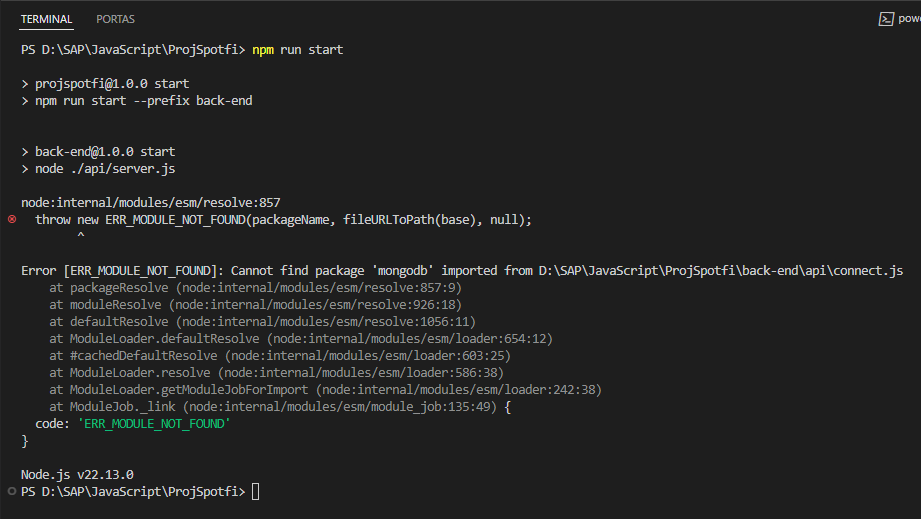 TERMINAL
PORTAS
PS D:\SAP\JavaScript\ProjSpotfi> npm run start
> projspotfi@1.0.0 start
> npm run start --prefix back-end
> back-end@1.0.0 start
> node ./api/server.js
node:internal/modules/esm/resolve:857
throw new ERR_MODULE_NOT_FOUND(packageName, fileURLToPath(base), null);
^
Error [ERR_MODULE_NOT_FOUND]: Cannot find package 'mongodb' imported from D:\SAP\JavaScript\ProjSpotfi\back-end\api\connect.js
at packageResolve (node:internal/modules/esm/resolve:857:9)
at moduleResolve (node:internal/modules/esm/resolve:926:18)
at defaultResolve (node:internal/modules/esm/resolve:1056:11)
at ModuleLoader.defaultResolve (node:internal/modules/esm/loader:654:12)
at #cachedDefaultResolve (node:internal/modules/esm/loader:603:25)
at ModuleLoader.resolve (node:internal/modules/esm/loader:586:38)
at ModuleLoader.getModuleJobForImport (node:internal/modules/esm/loader:242:38)
at ModuleJob._link (node:internal/modules/esm/module_job:135:49) {
code: 'ERR_MODULE_NOT_FOUND'
}
Node.js v22.13.0
PS D:\SAP\JavaScript\ProjSpotfi>